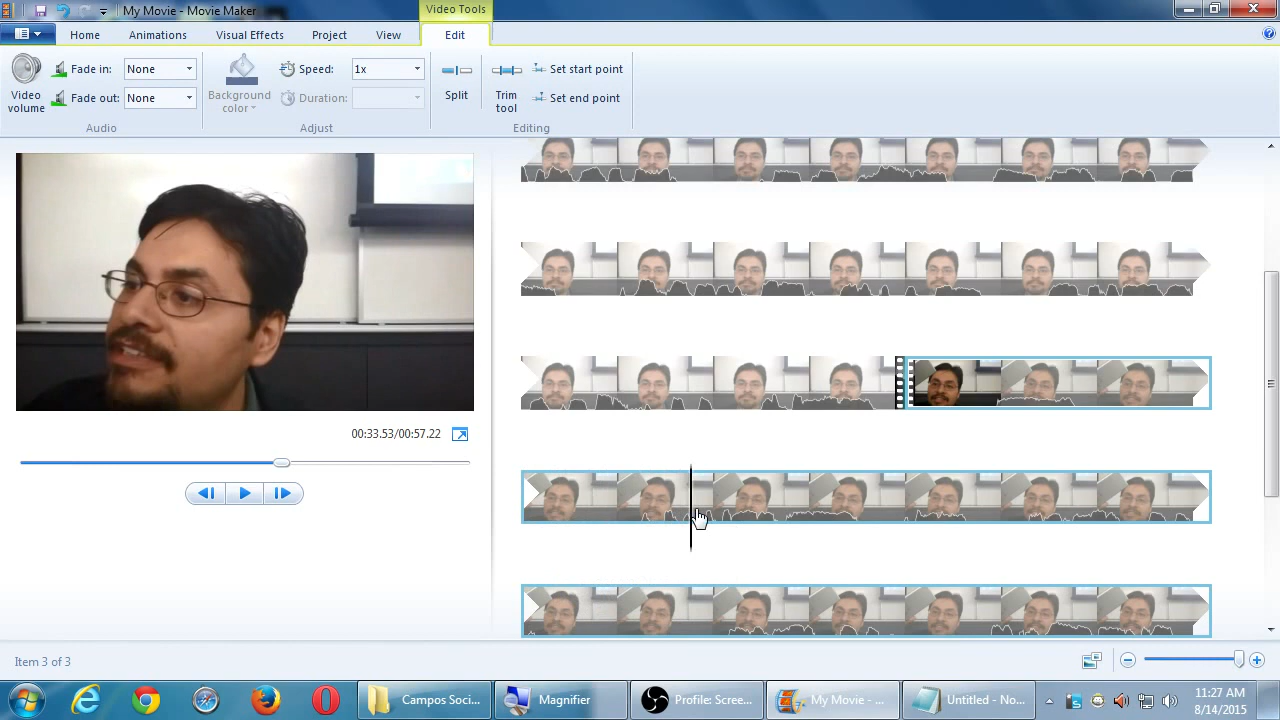 My Movie - Movie Maker
Video Tools
Home
Animations
Visual Effects
Project
View
Edit
Video volume
Fade in:
None
Fade out:
None
Audio
Background color
Speed:
1x
Duration:
Adjust
Split
Trim tool
Set start point
Set end point
Editing
00:33.53/00:57.22
Item 3 of 3
Campos Soci...
Magnifier
Profile: Scree...
My Movie - ...
Untitled - No...
11:27 AM
8/14/2015